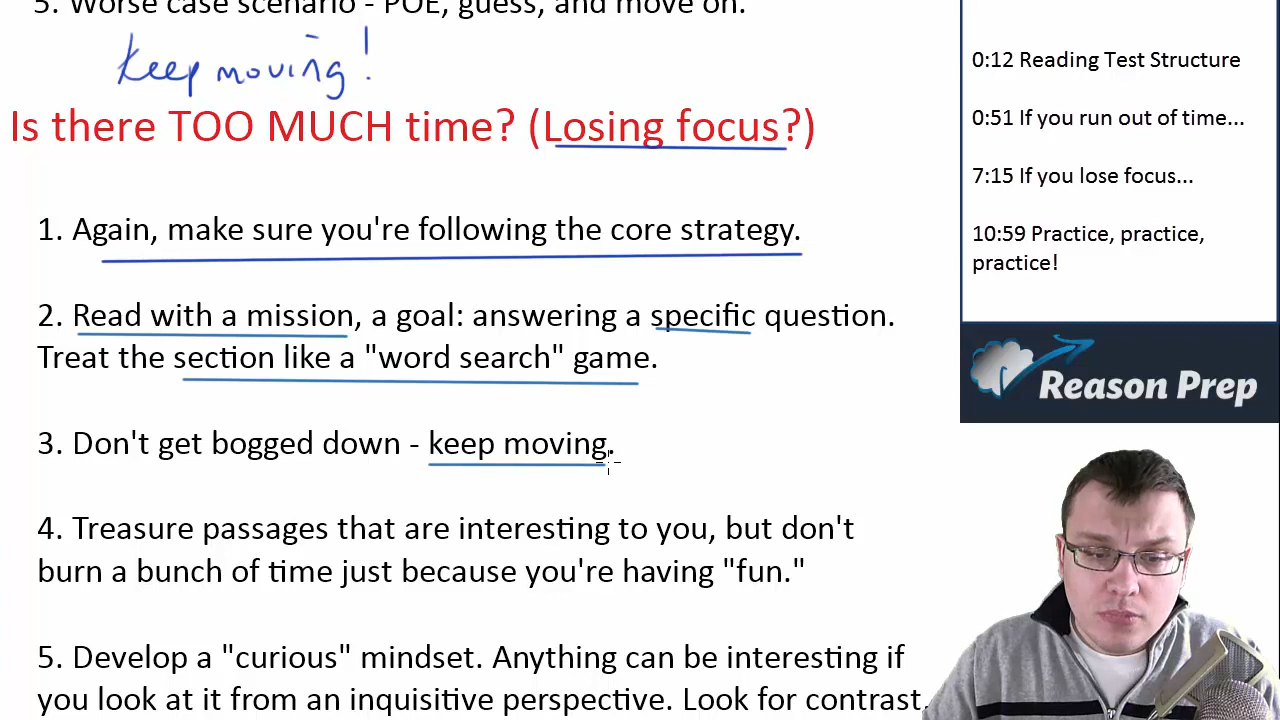 5. Worse case scenario - POE, guess, and move on.
keep moving!
Is there TOO MUCH time? (Losing focus?)
1. Again, make sure you're following the core strategy.
2. Read with a mission, a goal: answering a specific question.
Treat the section like a "word search" game.
3. Don't get bogged down - keep moving.
4. Treasure passages that are interesting to you, but don't
burn a bunch of time just because you're having "fun."
5. Develop a "curious" mindset. Anything can be interesting if
you look at it from an inquisitive perspective. Look for contrast,
0:12 Reading Test Structure
0:51 If you run out of time...
7:15 If you lose focus...
10:59 Practice, practice,
practice!
Reason Prep